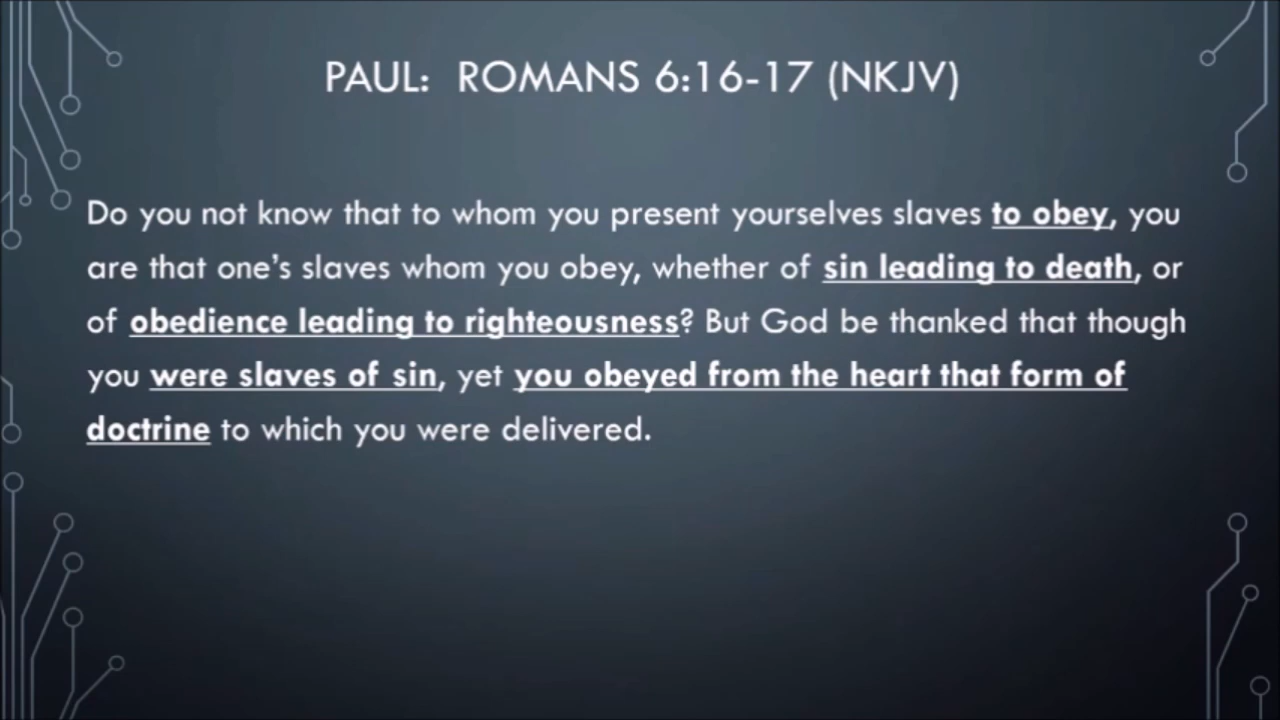 PAUL: ROMANS 6:16-17 (NKJV)
Do you not know that to whom you present yourselves slaves to obey, you
are that one's slaves whom you obey, whether of sin leading to death, or
of obedience leading to righteousness? But God be thanked that though
you were slaves of sin, yet you obeyed from the heart that form of
doctrine to which you were delivered.